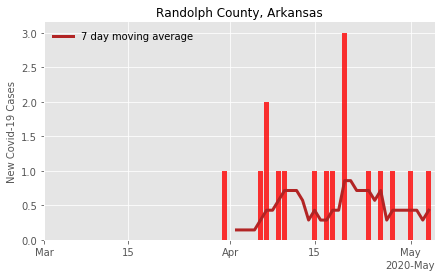 Randolph County, Arkansas
7 day moving average
New Covid-19 Cases
3.0
2.5
2.0
1.5
1.0
0.5
0.0
Mar
15
Apr
15
May
2020-May